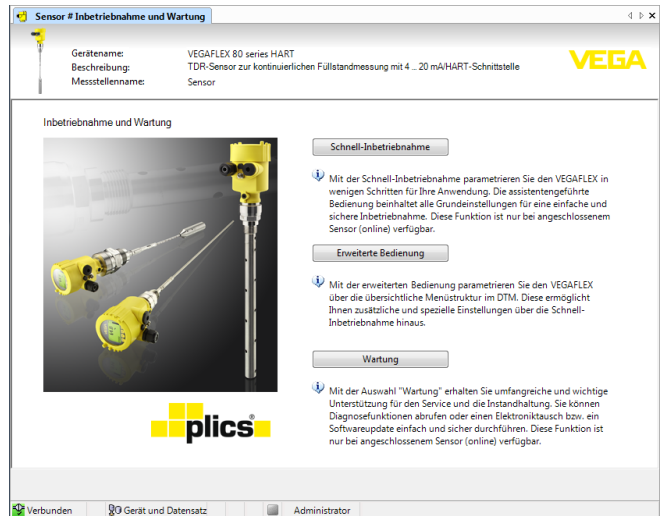 Sensor # Inbetriebnahme und Wartung
Gerätename: VEGAFLEX 80 series HART
Beschreibung: TDR-Sensor zur kontinuierlichen Füllstandmessung mit 4 ... 20 mA/HART-Schnittstelle
Messstellenname: Sensor
VEGA
Inbetriebnahme und Wartung
Schnell-Inbetriebnahme
Mit der Schnell-Inbetriebnahme parametrieren Sie den VEGAFLEX in
wenigen Schritten für Ihre Anwendung. Die assistentengeführte
Bedienung beinhaltet alle Grundeinstellungen für eine einfache und
sichere Inbetriebnahme. Diese Funktion ist nur bei angeschlossenem
Sensor (online) verfügbar.
Erweiterte Bedienung
Mit der erweiterten Bedienung parametrieren Sie den VEGAFLEX
über die übersichtliche Menüstruktur im DTM. Diese ermöglicht
Ihnen zusätzliche und spezielle Einstellungen über die Schnell-
Inbetriebnahme hinaus.
Wartung
Mit der Auswahl "Wartung" erhalten Sie umfangreiche und wichtige
Unterstützung für den Service und die Instandhaltung. Sie können
Diagnosefunktionen abrufen oder einen Elektroniktausch bzw. ein
Softwareupdate einfach und sicher durchführen. Diese Funktion ist
nur bei angeschlossenem Sensor (online) verfügbar.
plics®
Verbunden
Gerät und Datensatz
Administrator